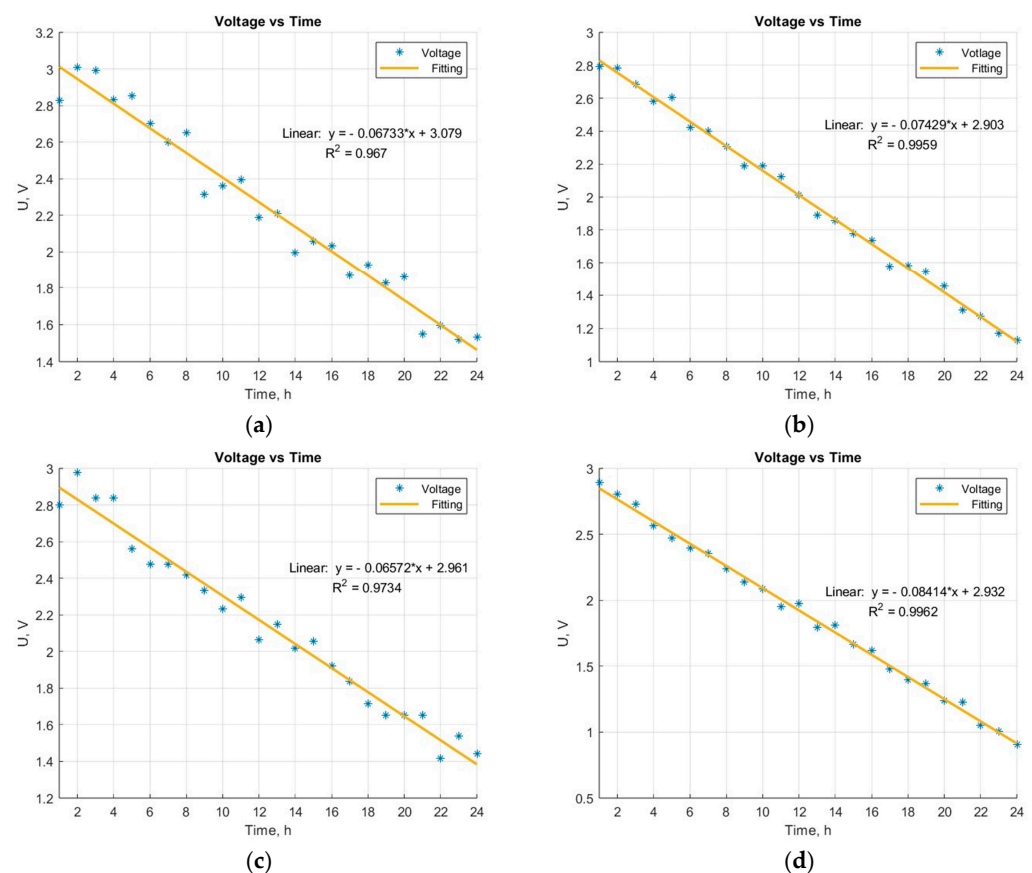 Voltage vs Time
3.2
3
2.8
2.6
2.4
2.2
2
1.8
1.6
1.4
U, V
Voltage
Fitting
Linear: y = - 0.06733*x + 3.079
R² = 0.967
2 4 6 8 10 12 14 16 18 20 22 24
Time, h
(a)
Voltage vs Time
3
2.8
2.6
2.4
2.2
2
1.8
1.6
1.4
1.2
1
U, V
Votlage
Fitting
Linear: y = - 0.07429*x + 2.903
R² = 0.9959
2 4 6 8 10 12 14 16 18 20 22 24
Time, h
(b)
Voltage vs Time
3
2.8
2.6
2.4
2.2
2
1.8
1.6
1.4
1.2
U, V
Voltage
Fitting
Linear: y = - 0.06572*x + 2.961
R² = 0.9734
2 4 6 8 10 12 14 16 18 20 22 24
Time, h
(c)
Voltage vs Time
3
2.5
2
1.5
1
0.5
U, V
Voltage
Fitting
Linear: y = - 0.08414*x + 2.932
R² = 0.9962
2 4 6 8 10 12 14 16 18 20 22 24
Time, h
(d)